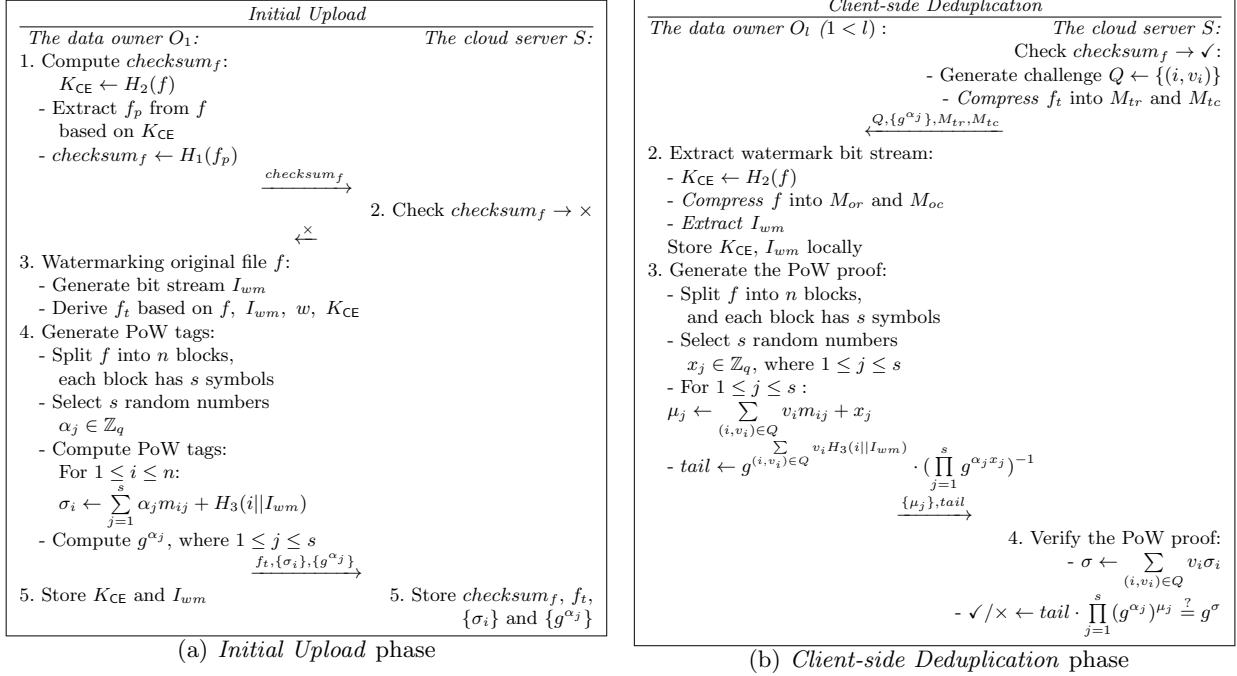 Initial Upload
The data owner O₁: The cloud server S:
1. Compute checksum_f:
K_CE ← H₂(f)
- Extract f_p from f
based on K_CE
- checksum_f ← H₁(f_p)
checksum_f
2. Check checksum_f → ×
×
3. Watermarking original file f:
- Generate bit stream I_wm
- Derive f_t based on f, I_wm, w, K_CE
4. Generate PoW tags:
- Split f into n blocks,
each block has s symbols
- Select s random numbers
α_j ∈ ℤ_q
- Compute PoW tags:
For 1 ≤ i ≤ n:
σ_i ← ∑_{j=1}^{s} α_j m_{ij} + H₃(i||I_wm)
- Compute g^{α_j}, where 1 ≤ j ≤ s
f_t,{σ_i},{g^{α_j}}
5. Store K_CE and I_wm 5. Store checksum_f, f_t,
{σ_i} and {g^{α_j}}
(a) Initial Upload phase
Client-side Deduplication
The data owner O_l (1 < l) : The cloud server S:
Check checksum_f → ✓:
- Generate challenge Q ← {(i, v_i)}
- Compress f_t into M_tr and M_tc
Q,{g^{α_j}},M_tr,M_tc
2. Extract watermark bit stream:
- K_CE ← H₂(f)
- Compress f into M_or and M_oc
- Extract I_wm
Store K_CE, I_wm locally
3. Generate the PoW proof:
- Split f into n blocks,
and each block has s symbols
- Select s random numbers
x_j ∈ ℤ_q, where 1 ≤ j ≤ s
- For 1 ≤ j ≤ s :
μ_j ← ∑_{(i,v_i)∈Q} v_i m_{ij} + x_j
- tail ← g^{∑_{(i,v_i)∈Q} v_i H₃(i||I_wm)} · (∏_{j=1}^{s} g^{α_j x_j})^{-1}
{μ_j},tail
4. Verify the PoW proof:
- σ ← ∑_{(i,v_i)∈Q} v_i σ_i
- ✓/× ← tail · ∏_{j=1}^{s} (g^{α_j})^{μ_j} ≟ g^σ
(b) Client-side Deduplication phase